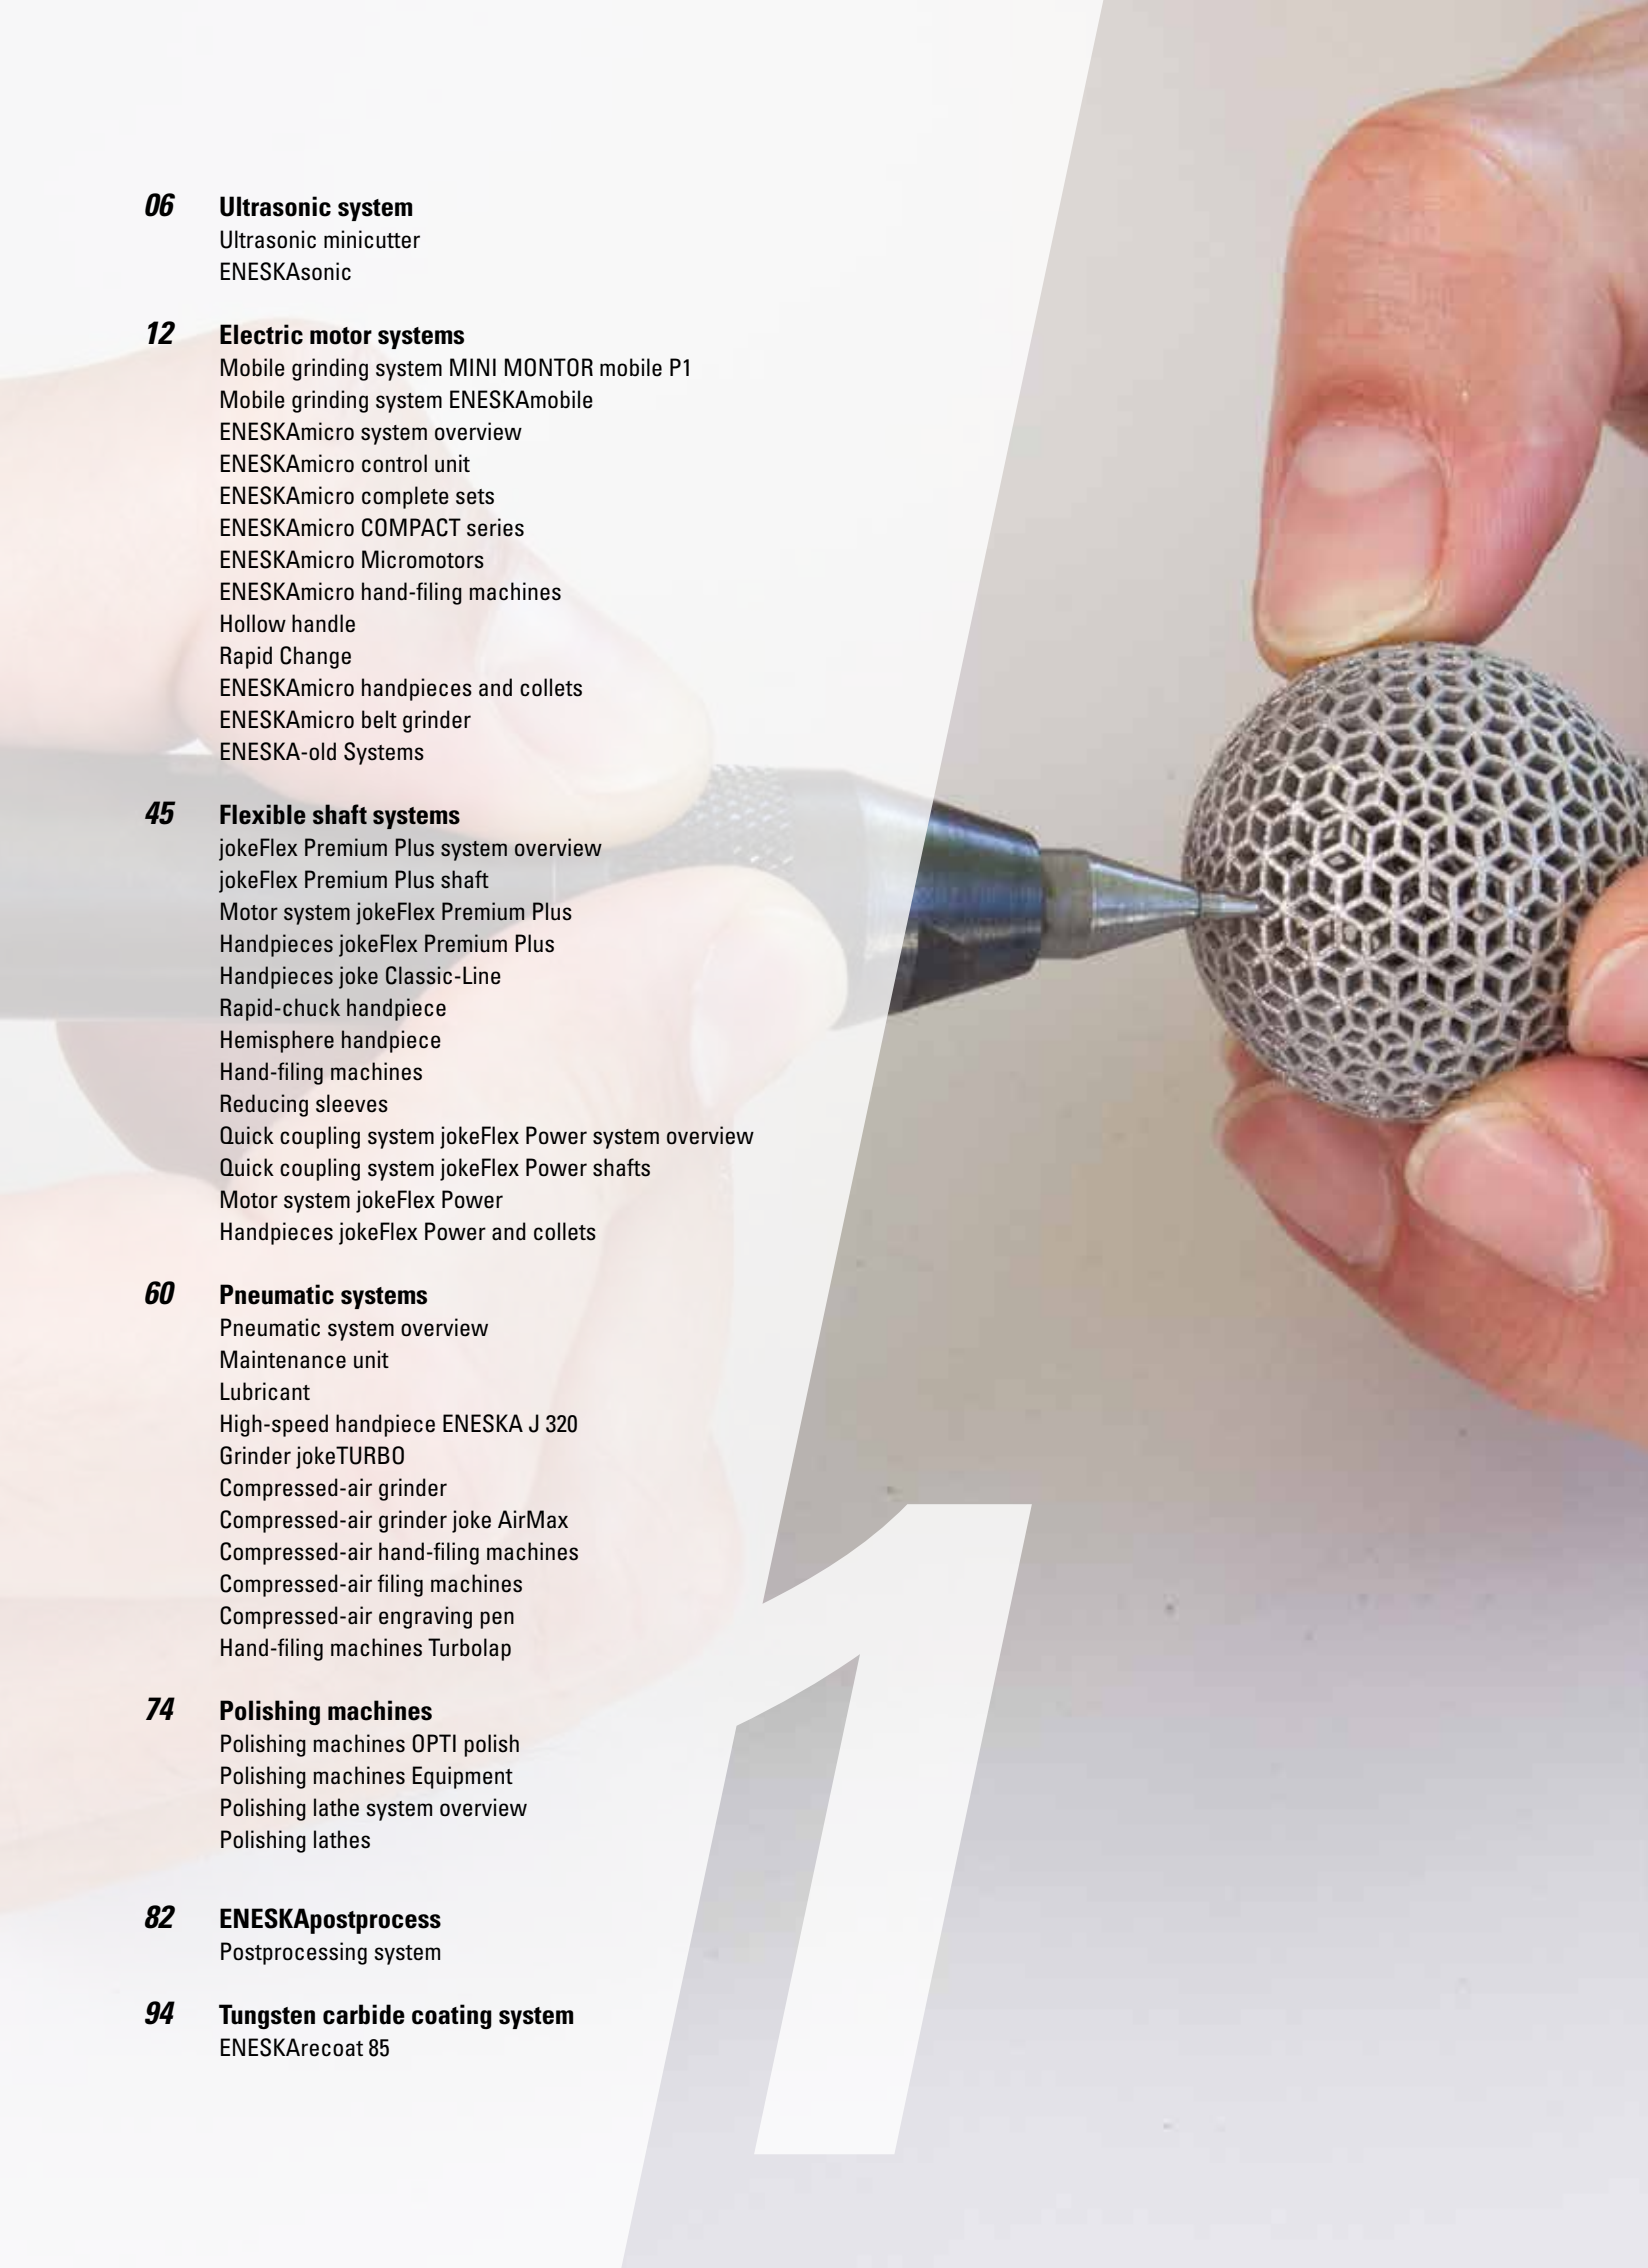 06 Ultrasonic system
Ultrasonic minicutter
ENESKAsonic
12 Electric motor systems
Mobile grinding system MINI MONTOR mobile P1
Mobile grinding system ENESKAmobile
ENESKAmicro system overview
ENESKAmicro control unit
ENESKAmicro complete sets
ENESKAmicro COMPACT series
ENESKAmicro Micromotors
ENESKAmicro hand-filing machines
Hollow handle
Rapid Change
ENESKAmicro handpieces and collets
ENESKAmicro belt grinder
ENESKA-old Systems
45 Flexible shaft systems
jokeFlex Premium Plus system overview
jokeFlex Premium Plus shaft
Motor system jokeFlex Premium Plus
Handpieces jokeFlex Premium Plus
Handpieces joke Classic-Line
Rapid-chuck handpiece
Hemisphere handpiece
Hand-filing machines
Reducing sleeves
Quick coupling system jokeFlex Power system overview
Quick coupling system jokeFlex Power shafts
Motor system jokeFlex Power
Handpieces jokeFlex Power and collets
60 Pneumatic systems
Pneumatic system overview
Maintenance unit
Lubricant
High-speed handpiece ENESKA J 320
Grinder jokeTURBO
Compressed-air grinder
Compressed-air grinder joke AirMax
Compressed-air hand-filing machines
Compressed-air filing machines
Compressed-air engraving pen
Hand-filing machines Turbolap
74 Polishing machines
Polishing machines OPTI polish
Polishing machines Equipment
Polishing lathe system overview
Polishing lathes
82 ENESKApostprocess
Postprocessing system
94 Tungsten carbide coating system
ENESKArecoat 85
1